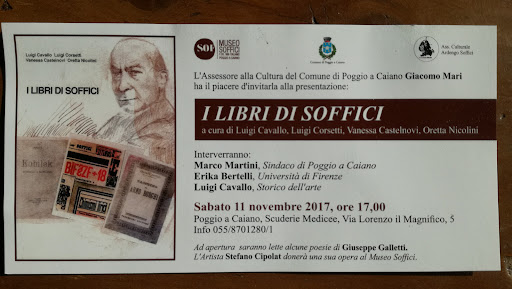 Luigi Cavallo Luigi Corsetti
Vanessa Castelnovi Oretta Nicolini
I LIBRI DI SOFFICI
BIF§ZF+18
MUSEO
SOFFICI
Comune di Poggio a Caiano
Ass. Culturale
Ardengo Soffici
L'Assessore alla Cultura del Comune di Poggio a Caiano Giacomo Mari
ha il piacere d'invitarla alla presentazione:
I LIBRI DI SOFFICI
a cura di Luigi Cavallo, Luigi Corsetti, Vanessa Castelnovi, Oretta Nicolini
Interverranno:
Marco Martini, Sindaco di Poggio a Caiano
Erika Bertelli, Università di Firenze
Luigi Cavallo, Storico dell'arte
Sabato 11 novembre 2017, ore 17,00
Poggio a Caiano, Scuderie Medicee, Via Lorenzo il Magnifico, 5
Info 055/8701280/1
Ad apertura saranno lette alcune poesie di Giuseppe Galletti.
L'Artista Stefano Cipolat donerà una sua opera al Museo Soffici.